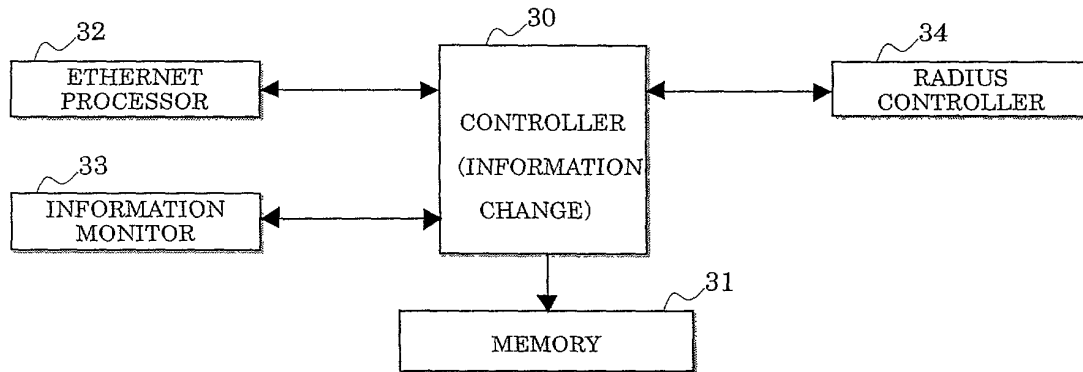 32
ETHERNET
PROCESSOR
33
INFORMATION
MONITOR
30
CONTROLLER
(INFORMATION
CHANGE)
34
RADIUS
CONTROLLER
31
MEMORY